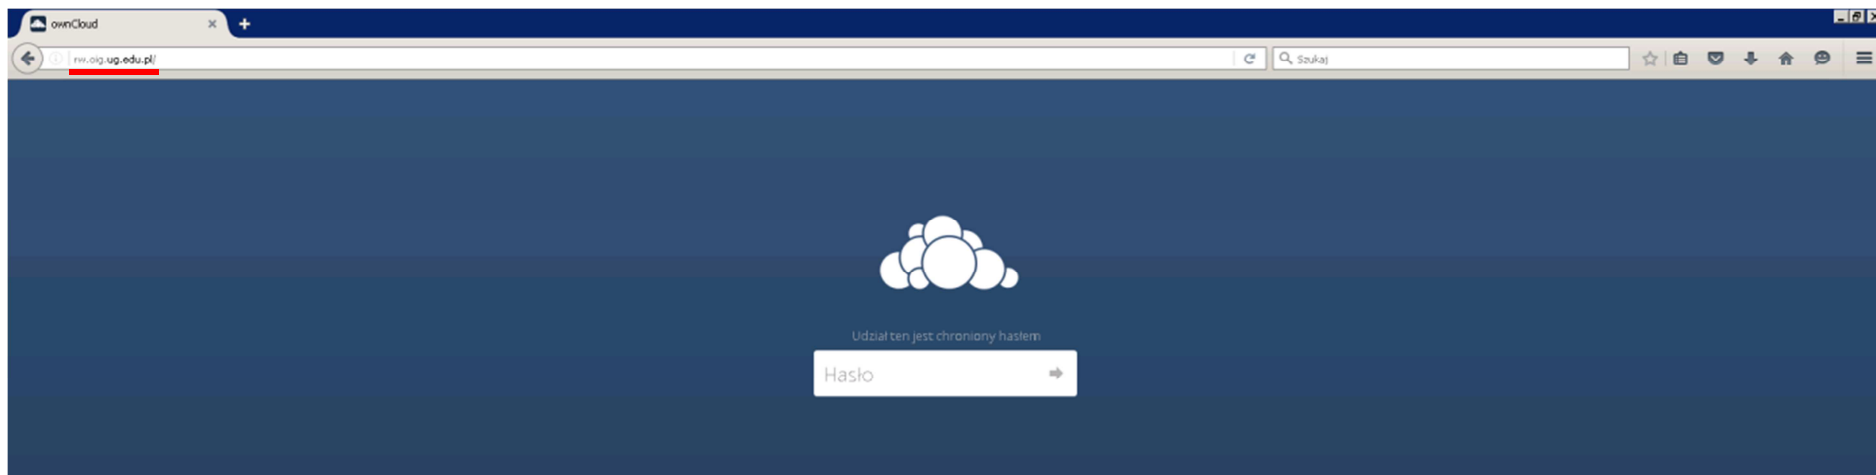 ownCloud
rw.oig.ug.edu.pl/
Szukaj
Udział ten jest chroniony hasłem
Hasło